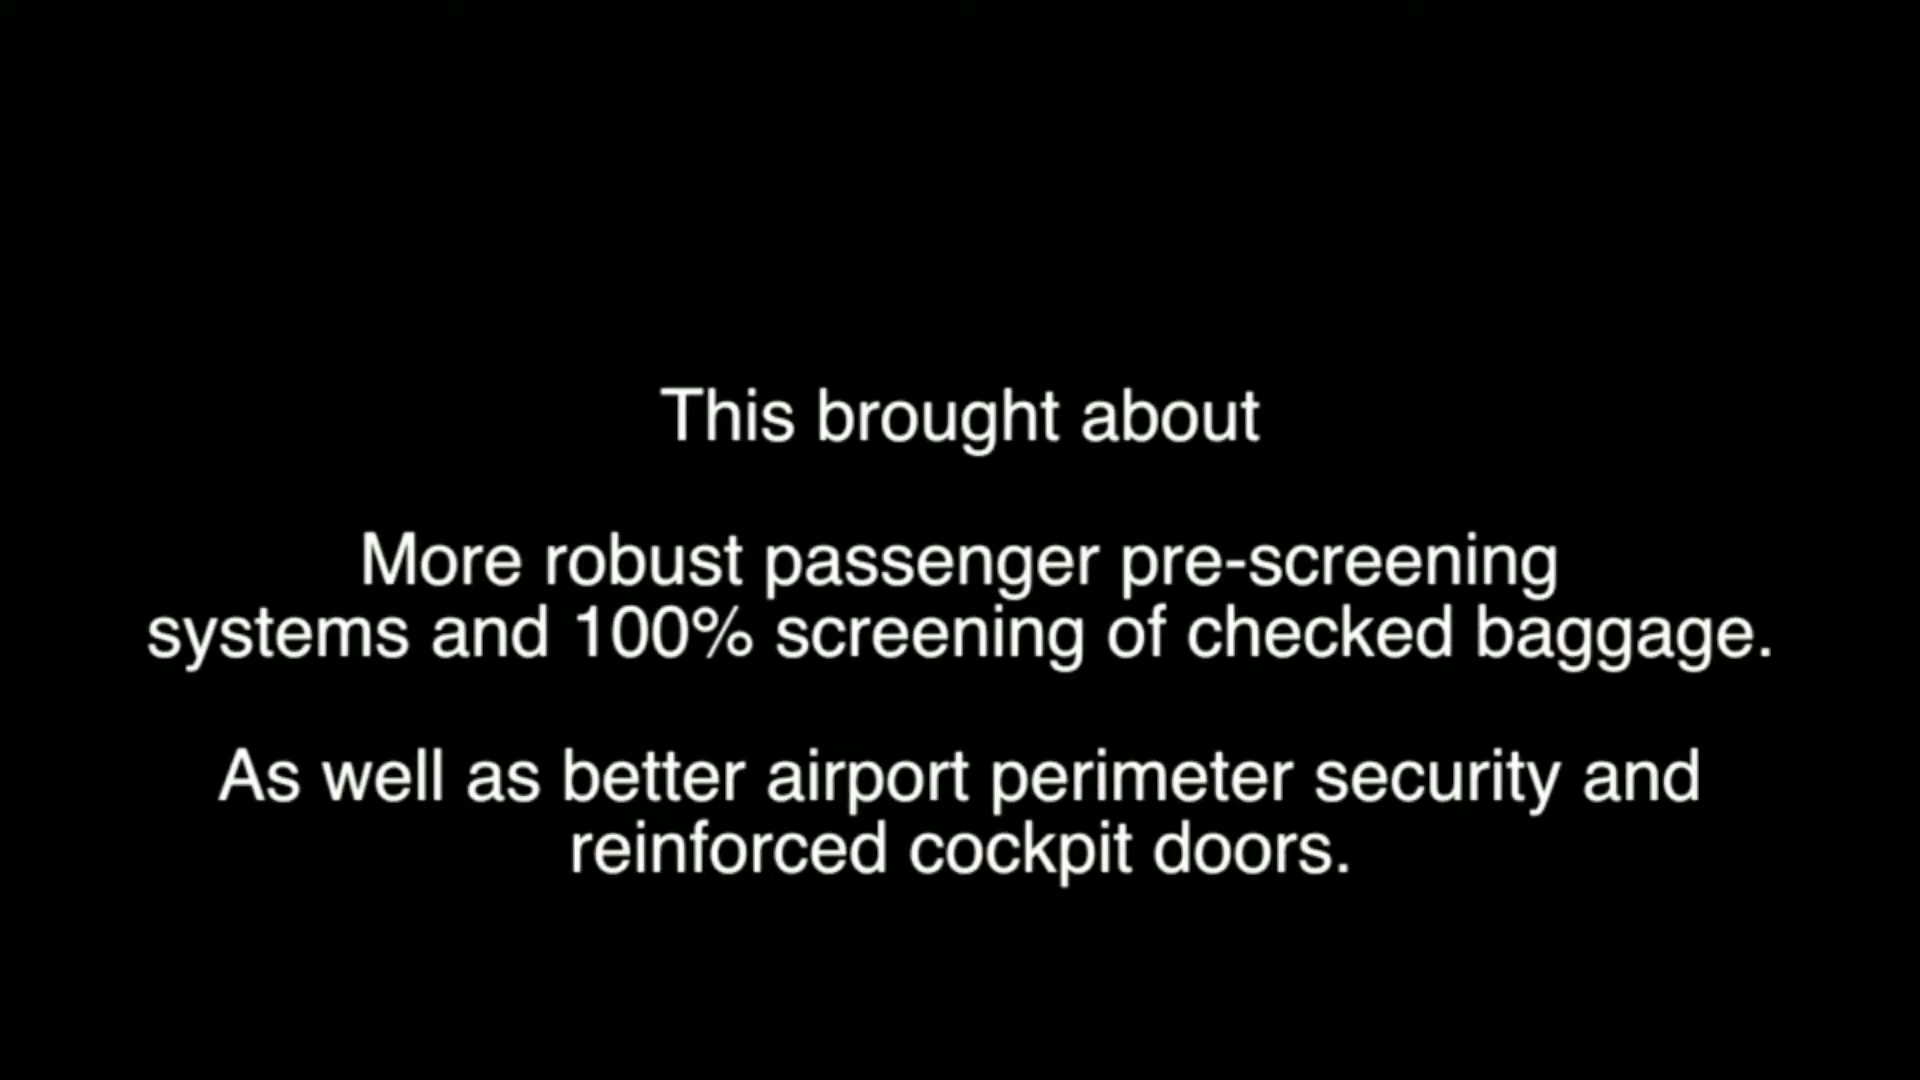 This brought about
More robust passenger pre-screening
systems and 100% screening of checked baggage.
As well as better airport perimeter security and
reinforced cockpit doors.